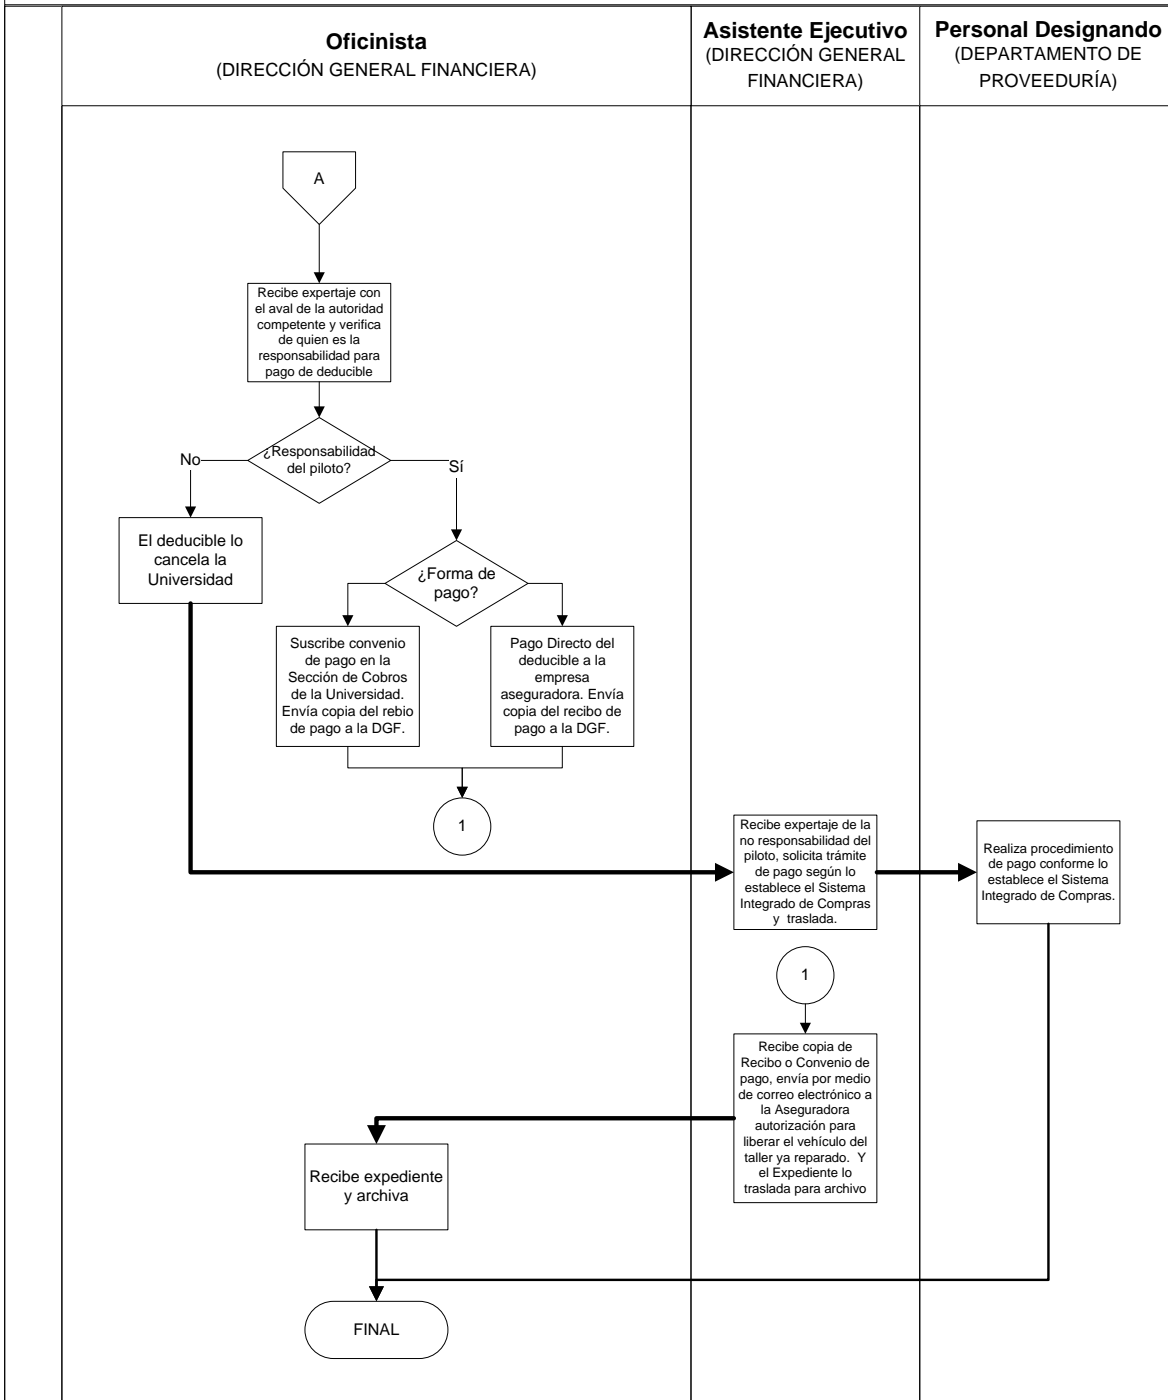 Oficinista
(DIRECCIÓN GENERAL FINANCIERA)
Asistente Ejecutivo
(DIRECCIÓN GENERAL
FINANCIERA)
Personal Designando
(DEPARTAMENTO DE
PROVEEDURÍA)
A
Recibe expertaje con
el aval de la autoridad
competente y verifica
de quien es la
responsabilidad para
pago de deducible
¿Responsabilidad
del piloto?
No
Sí
El deducible lo
cancela la
Universidad
¿Forma de
pago?
Suscribe convenio
de pago en la
Sección de Cobros
de la Universidad.
Envía copia del rebio
de pago a la DGF.
Pago Directo del
deducible a la
empresa
aseguradora. Envía
copia del recibo de
pago a la DGF.
1
Recibe expertaje de la
no responsabilidad del
piloto, solicita trámite
de pago según lo
establece el Sistema
Integrado de Compras
y traslada.
Realiza procedimiento
de pago conforme lo
establece el Sistema
Integrado de Compras.
1
Recibe copia de
Recibo o Convenio de
pago, envía por medio
de correo electrónico a
la Aseguradora
autorización para
liberar el vehículo del
taller ya reparado. Y
el Expediente lo
traslada para archivo
Recibe expediente
y archiva
FINAL